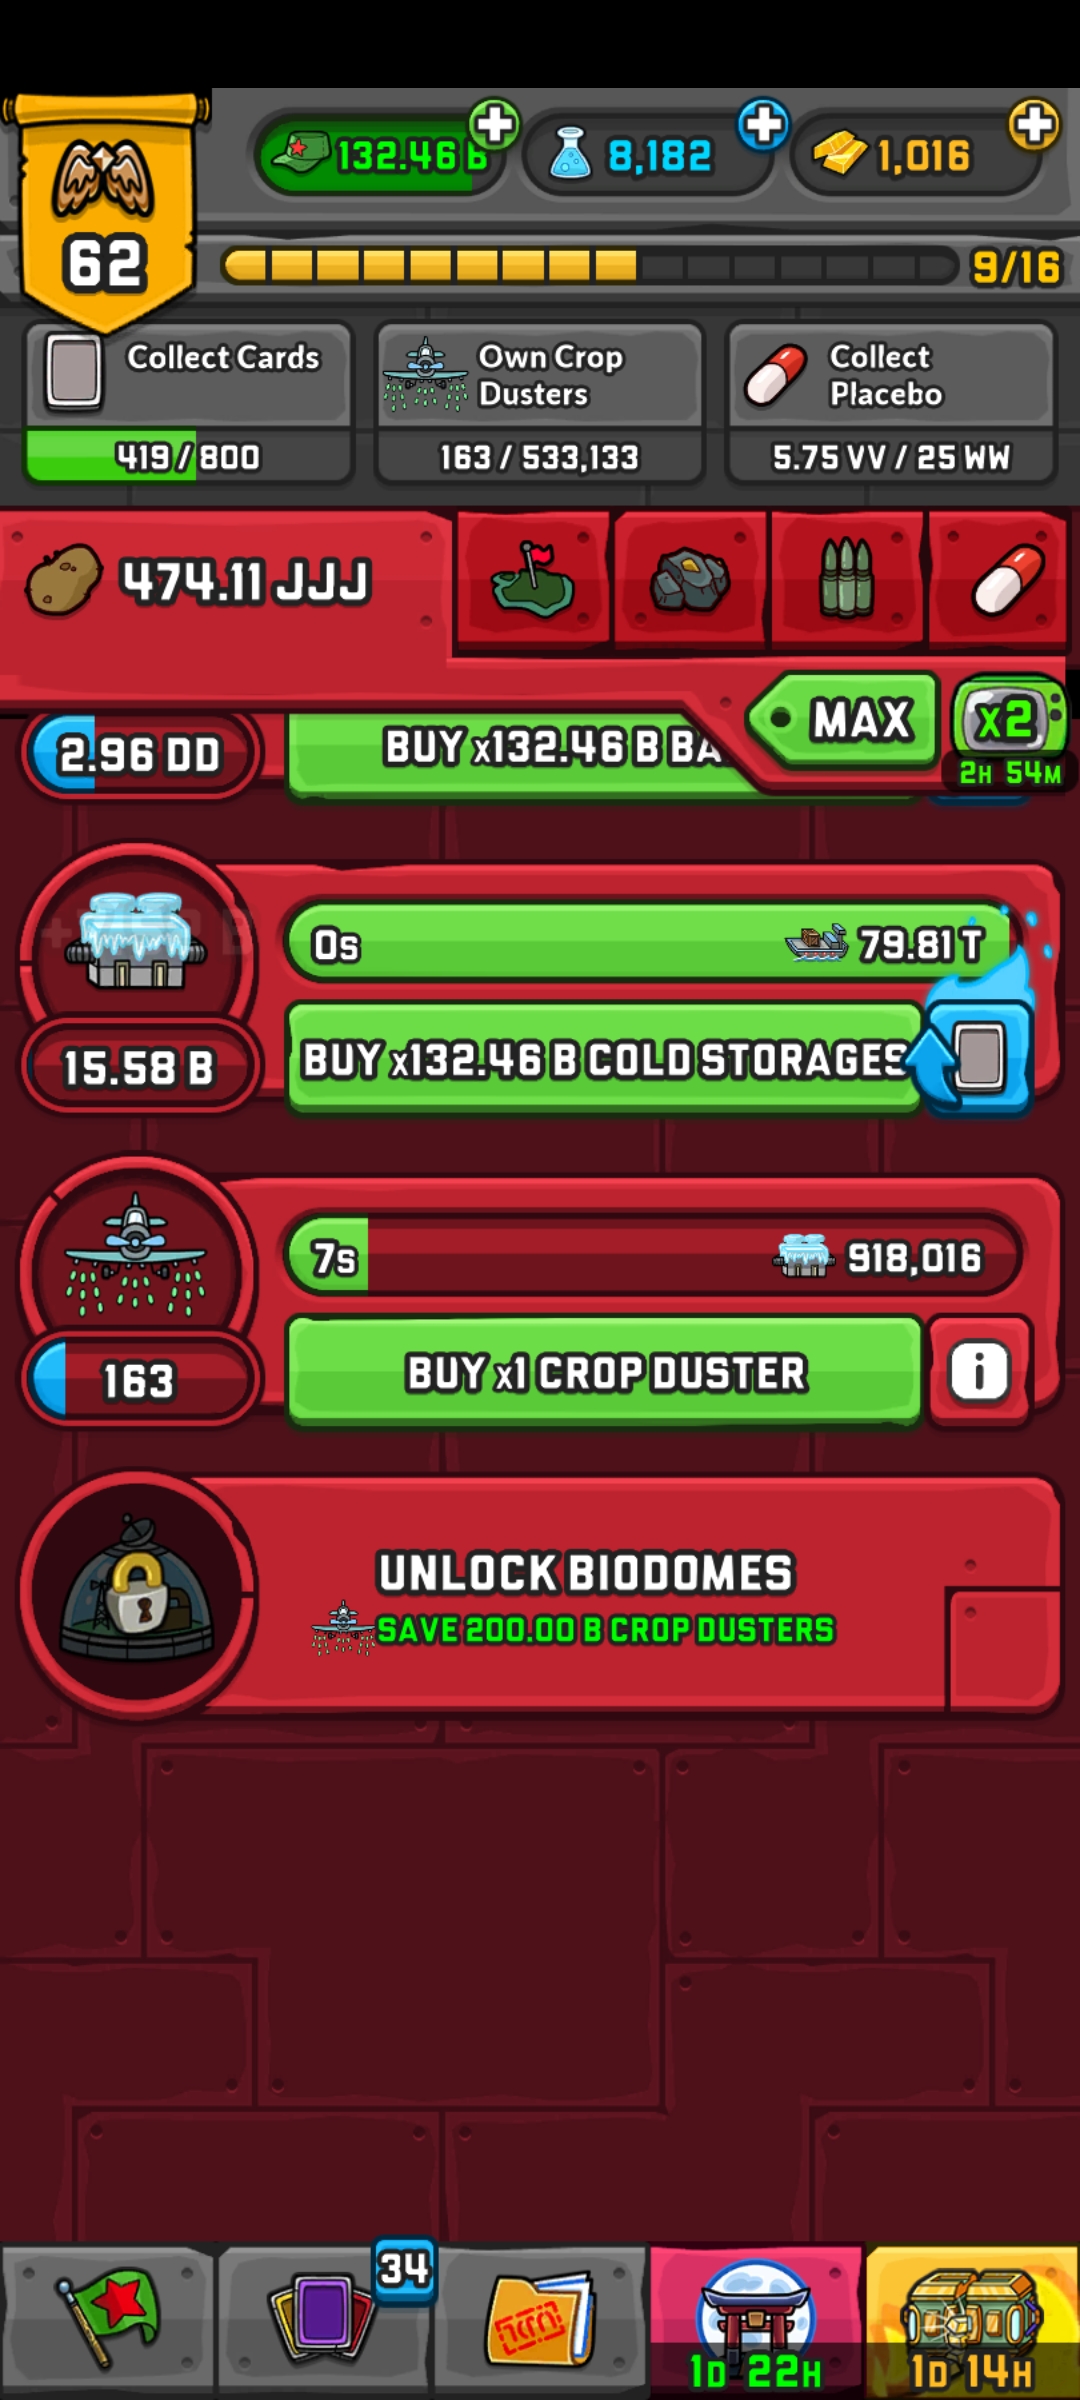 132.46 B
8,182
1,016
62
9/16
Collect Cards
419 / 800
Own Crop
Dusters
163 / 533,133
Collect
Placebo
5.75 VV / 25 WW
474.11 JJJ
MAX
X2
2H 54M
2.96 DD
BUY x132.46 B BA
0s
79.81 T
15.58 B
BUY x132.46 B COLD STORAGES
7s
918,016
163
BUY x1 CROP DUSTER
i
UNLOCK BIODOMES
SAVE 200.00 B CROP DUSTERS
34
1D 22H
1D 14H